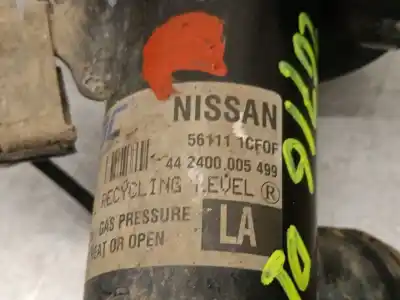 NISSAN
56111 1CF0F
44 2400.005 499
RECYCLING LEVEL ®
GAS PRESSURE
HEAT OR OPEN
LA